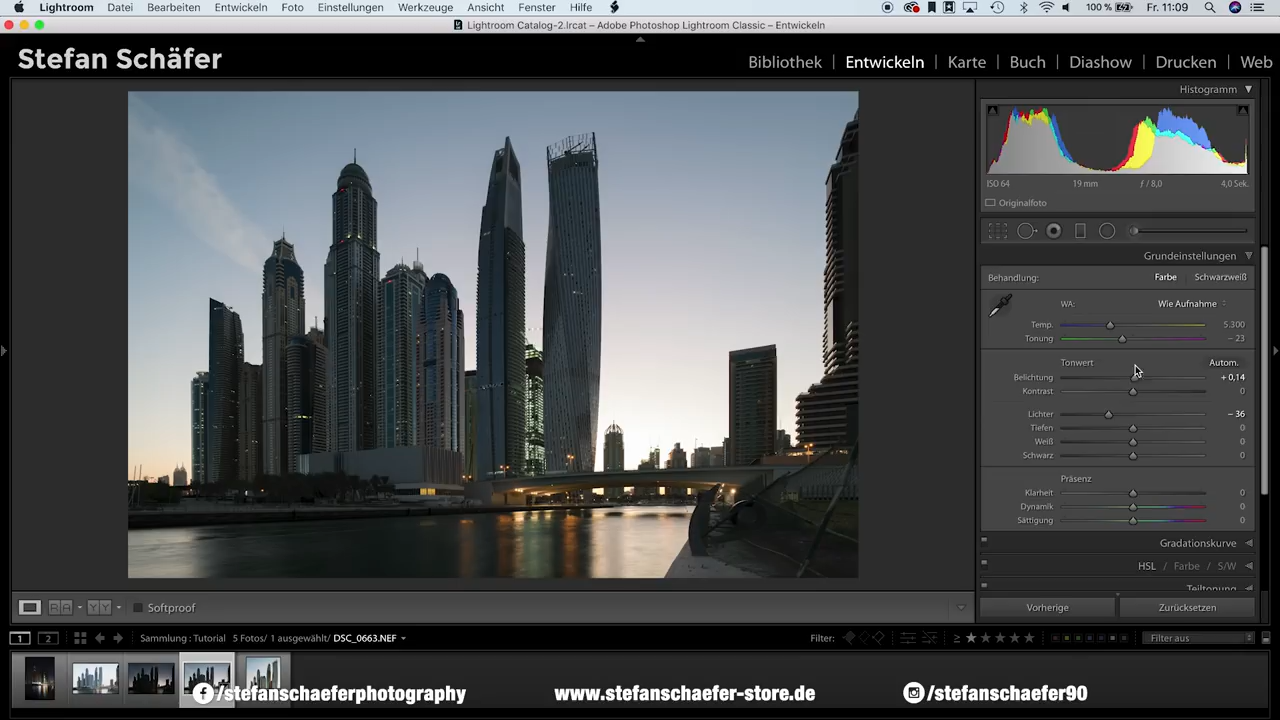 Lightroom Datei Bearbeiten Entwickeln Foto Einstellungen Werkzeuge Ansicht Fenster Hilfe 100 % Fr. 11:09
Lightroom Catalog-2.lrcat – Adobe Photoshop Lightroom Classic – Entwickeln
Stefan Schäfer
Bibliothek | Entwickeln | Karte | Buch | Diashow | Drucken | Web
Histogramm
ISO 64 19 mm ƒ / 8,0 4,0 Sek.
Originalfoto
Grundeinstellungen
Behandlung: Farbe Schwarzweiß
WA: Wie Aufnahme
Temp. 5.300
Tonung – 23
Tonwert Autom.
Belichtung + 0,14
Kontrast 0
Lichter – 36
Tiefen 0
Weiß 0
Schwarz 0
Präsenz
Klarheit 0
Dynamik 0
Sättigung 0
Gradationskurve
HSL / Farbe / S/W
Teiltonung
Vorherige Zurücksetzen
RA YY Softproof
1 2 Sammlung : Tutorial 5 Fotos/ 1 ausgewählt/ DSC_0663.NEF Filter: ≥ Filter aus
/stefanschaeferphotography www.stefanschaefer-store.de /stefanschaefer90